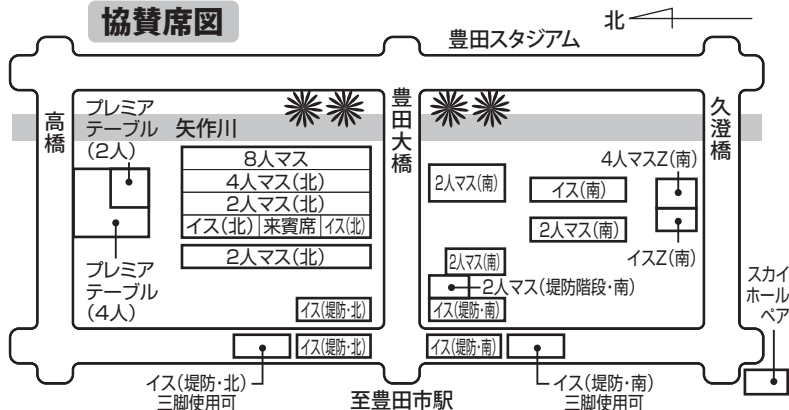 協賛席図
北
豊田スタジアム
高橋
プレミア
テーブル
(2人)
矢作川
豊田大橋
久澄橋
8人マス
4人マス(北)
2人マス(北)
イス(北)
来賓席
イス(北)
2人マス(北)
プレミア
テーブル
(4人)
イス(堤防・北)
イス(堤防・北)
イス(堤防・北)
三脚使用可
2人マス(南)
イス(南)
4人マスZ(南)
2人マス(南)
イスZ(南)
2人マス(南)
2人マス(堤防階段・南)
イス(堤防・南)
イス(堤防・南)
イス(堤防・南)
三脚使用可
スカイ
ホール
ペア
至豊田市駅